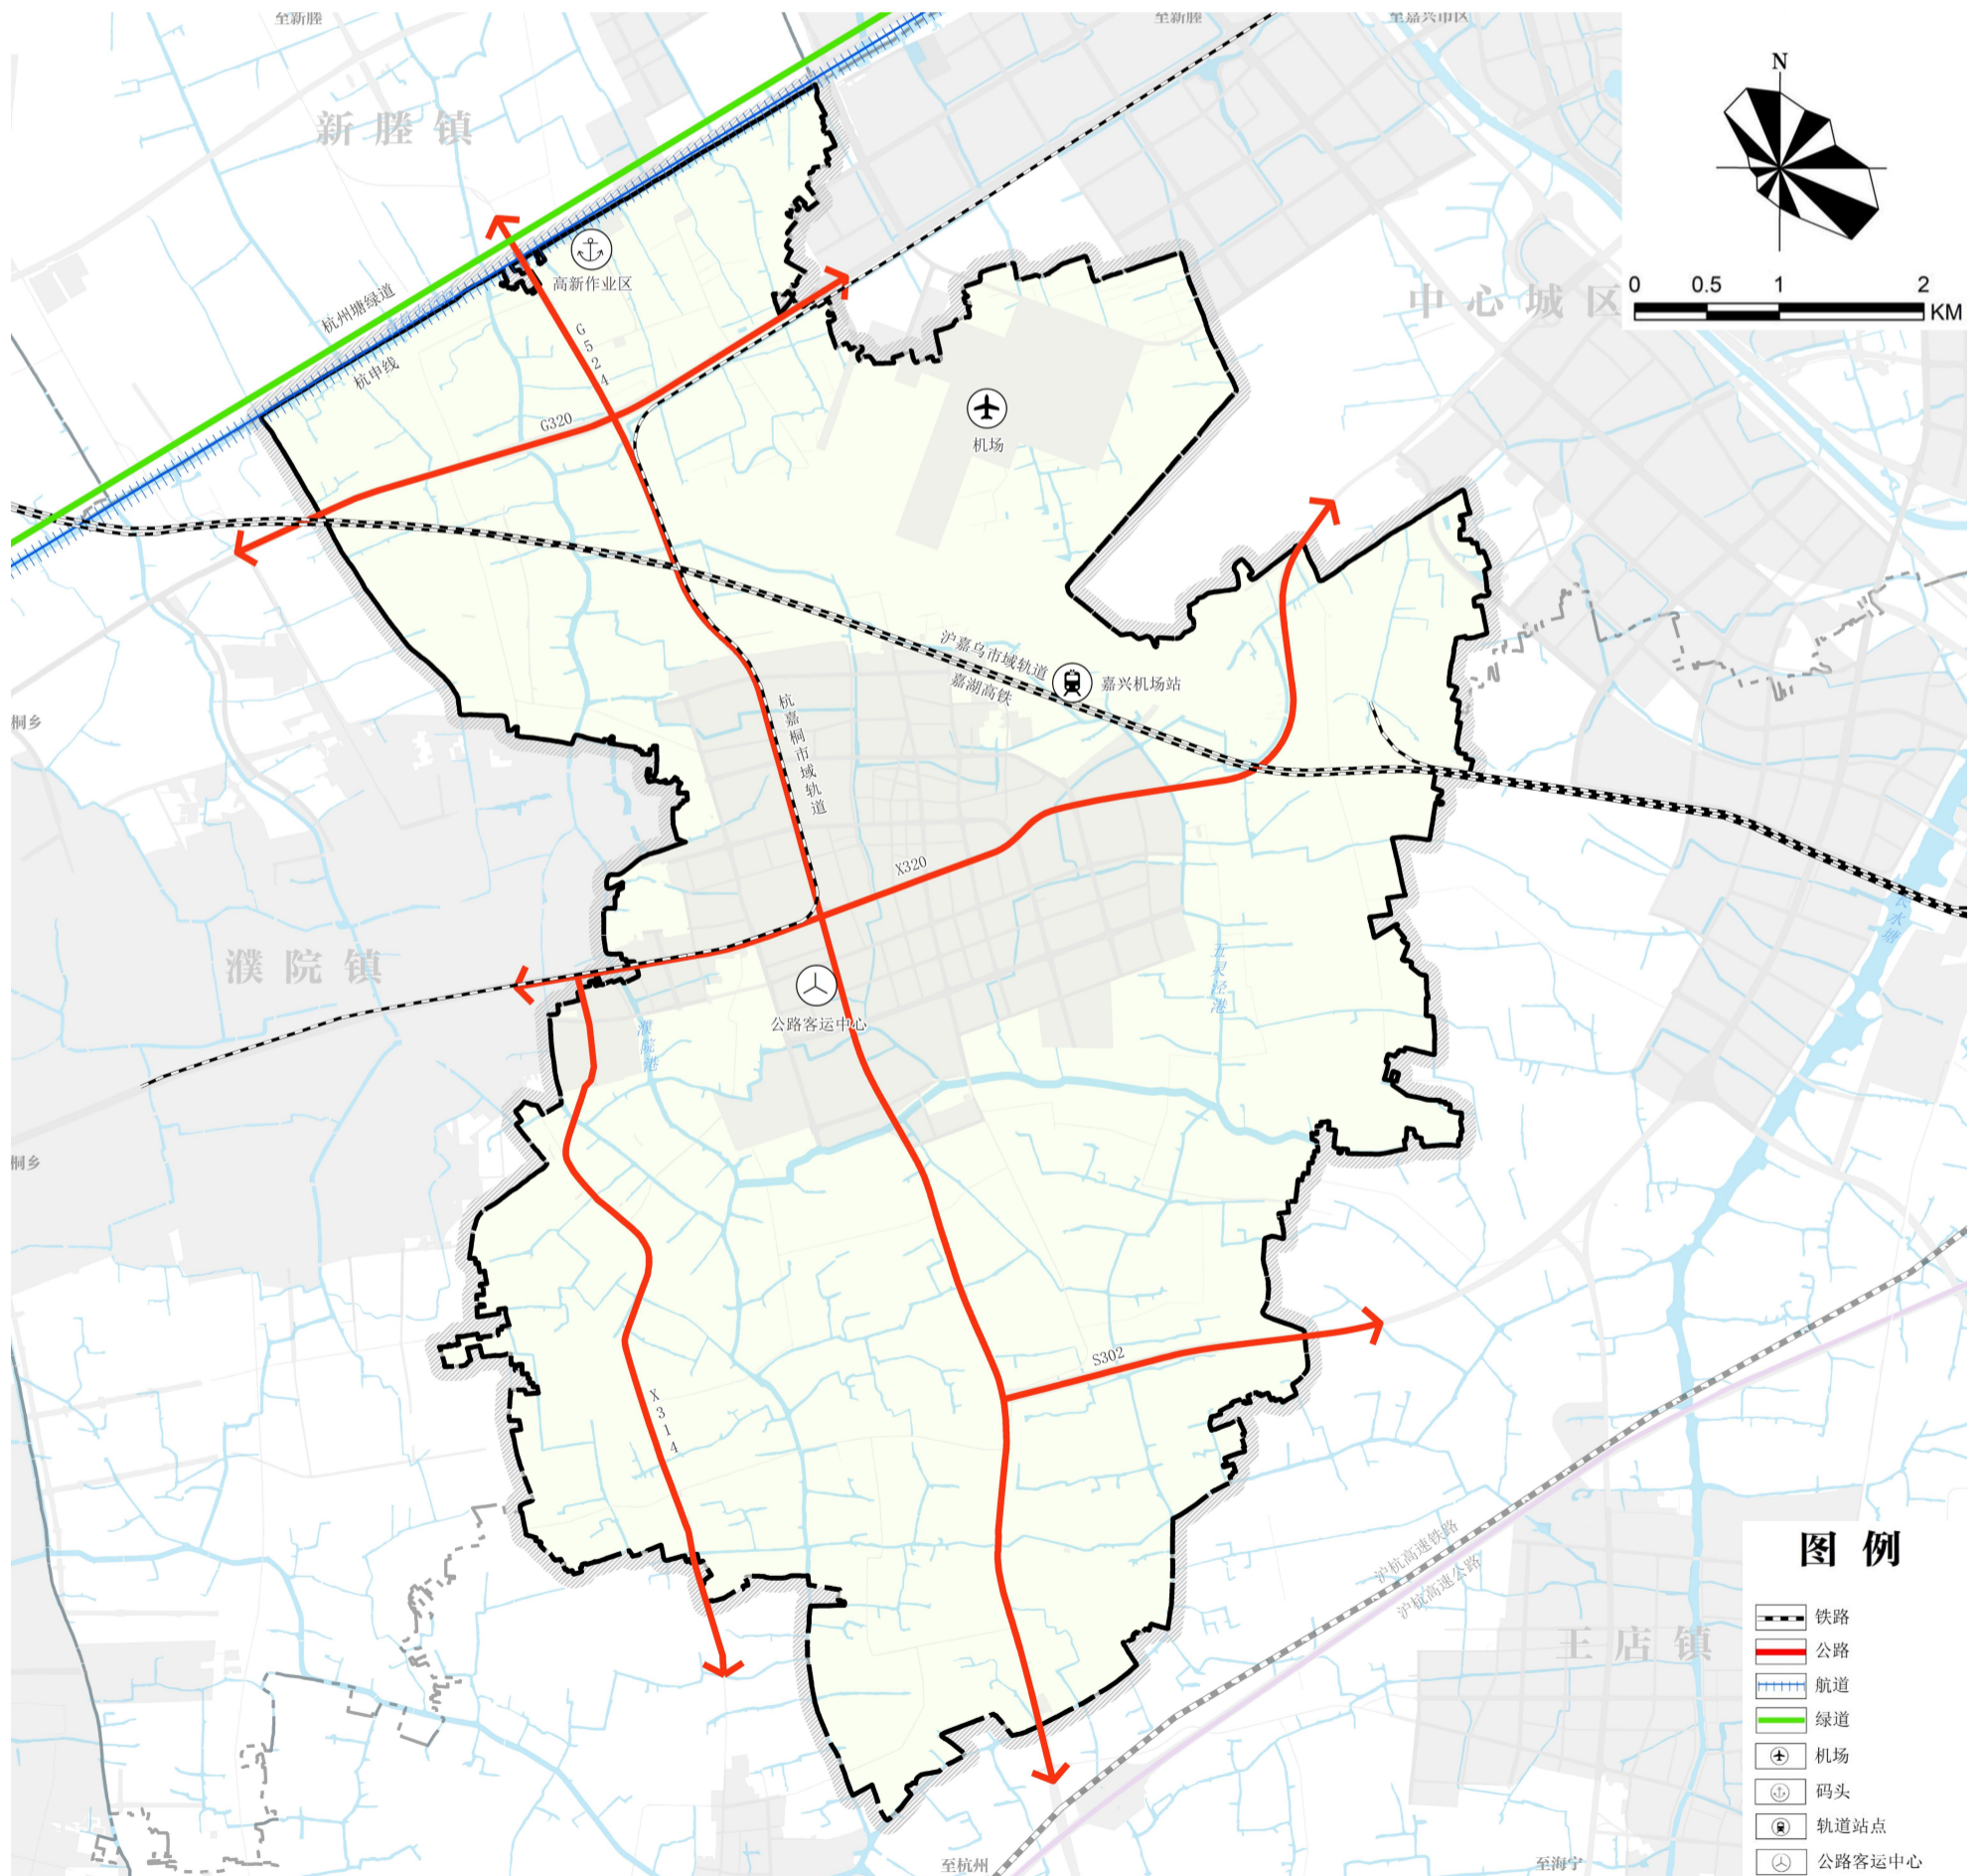 至新塍
至新塍
至嘉兴市区
N
新塍镇
高新作业区
杭州塘绿道
杭申线
G524
G320
机场
中心城区
0 0.5 1 2
KM
沪嘉乌市域轨道
嘉湖高铁
嘉兴机场站
桐乡
杭嘉桐市域轨道
X320
濮院镇
长水塘
五灵泾港
公路客运中心
濮院港
桐乡
S302
X314
沪杭高速铁路
沪杭高速公路
王店镇
至杭州
至海宁
图例
铁路
公路
航道
绿道
机场
码头
轨道站点
公路客运中心